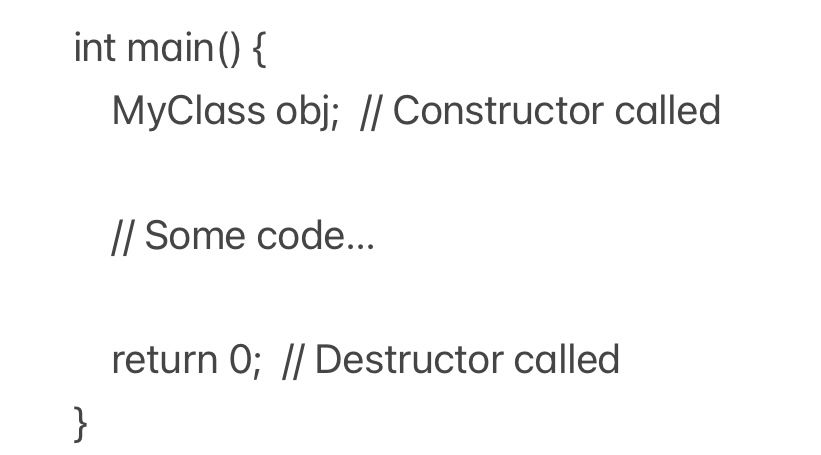 int main() {
    MyClass obj;  // Constructor called
    // Some code...
    return 0;  // Destructor called
}